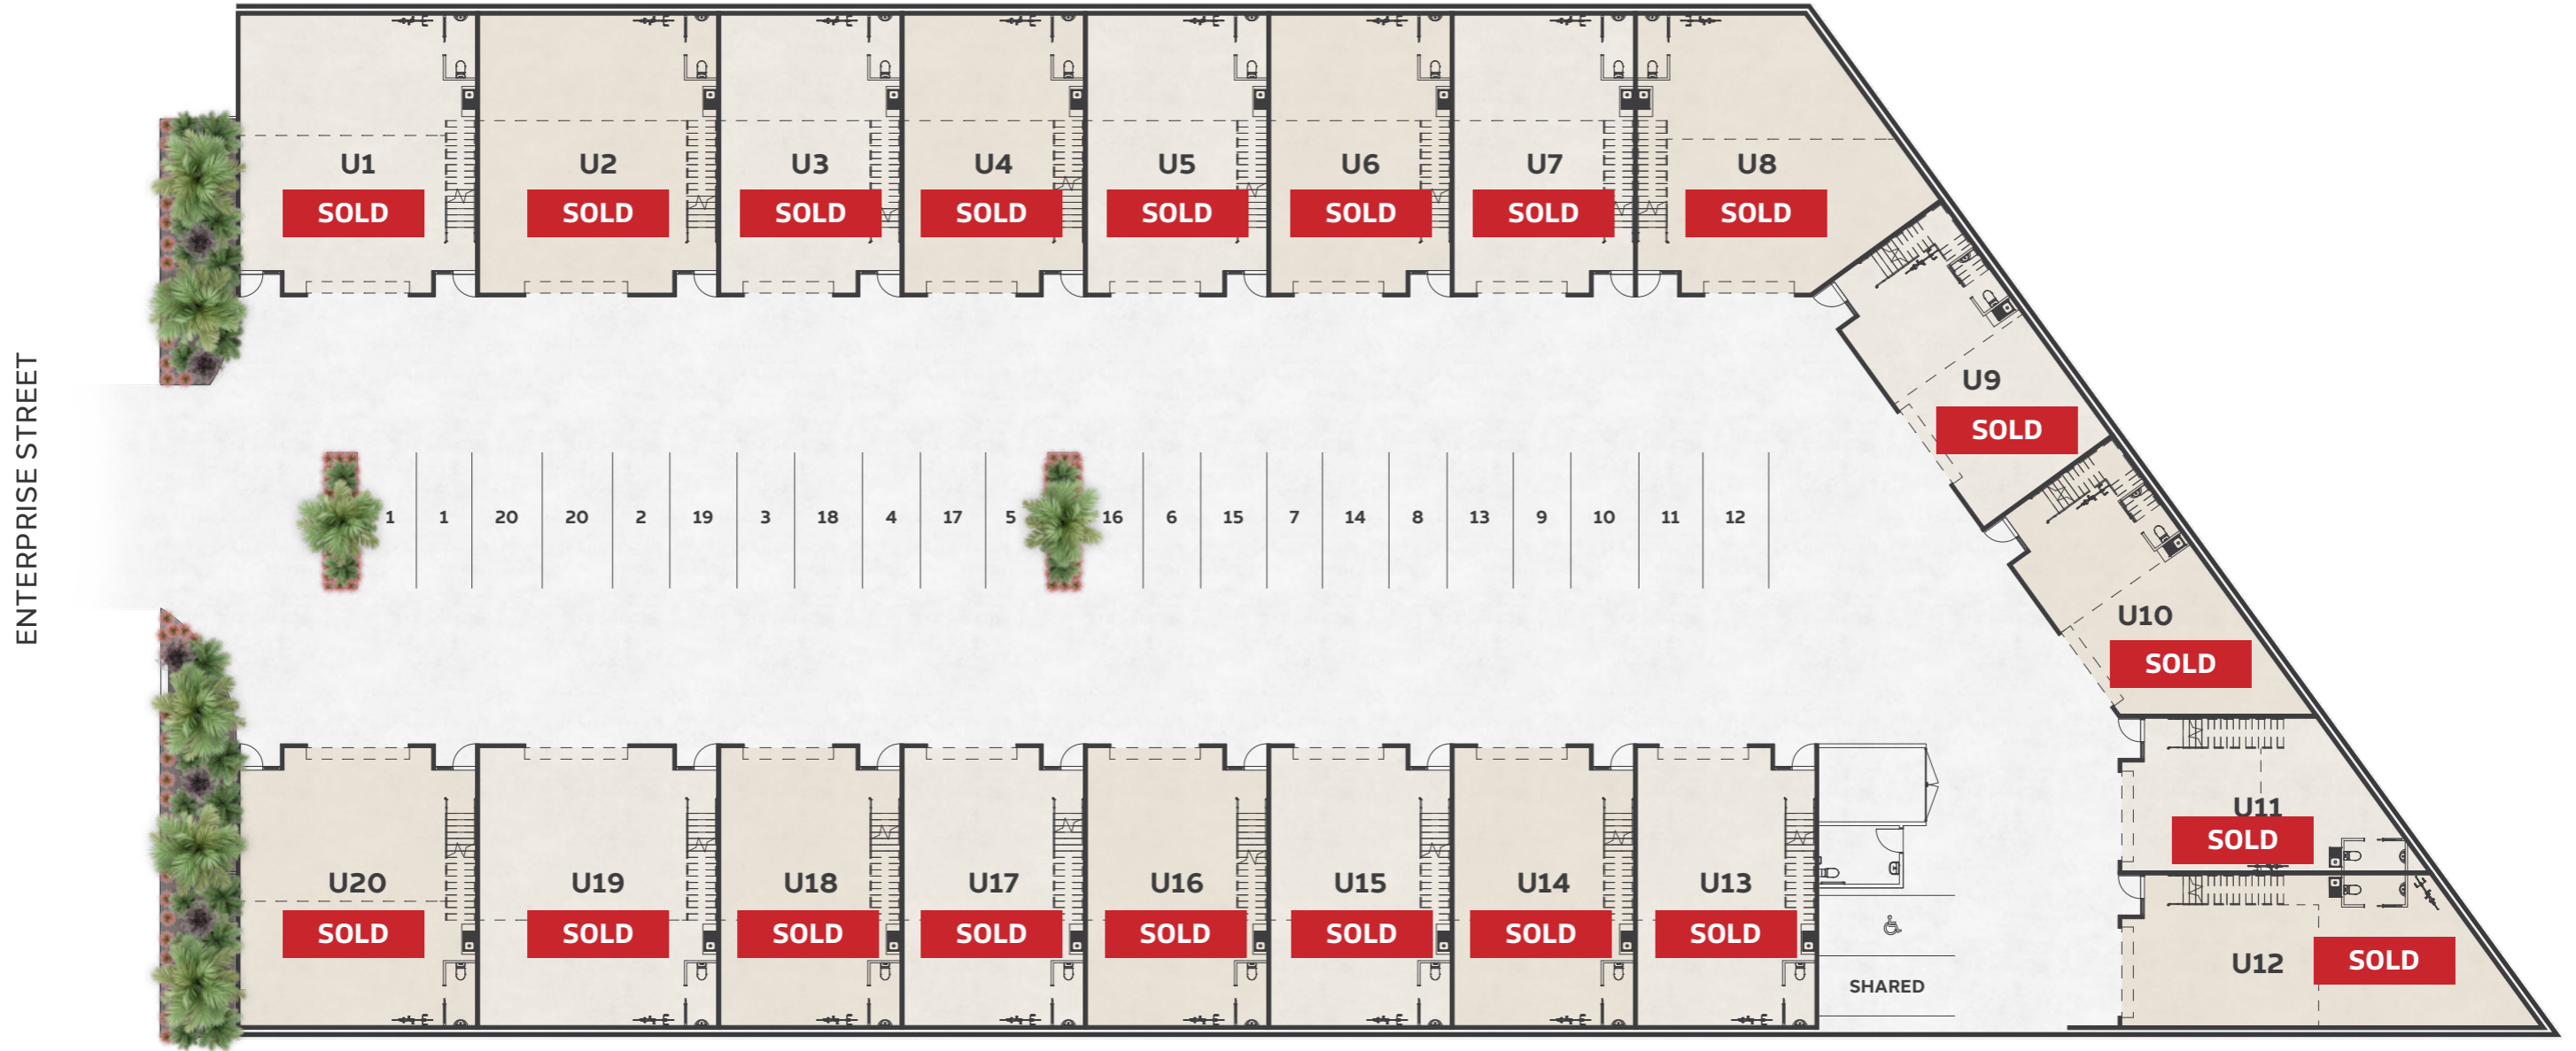 U1 U2 U3 U4 U5 U6 U7 U8
SOLD SOLD SOLD SOLD SOLD SOLD SOLD SOLD
ENTERPRISE STREET
U9
SOLD
1 1 20 20 2 19 3 18 4 17 5 16 6 15 7 14 8 13 9 10 11 12
U10
SOLD
U11
SOLD
U20 U19 U18 U17 U16 U15 U14 U13
SOLD SOLD SOLD SOLD SOLD SOLD SOLD SOLD
U12 SOLD
SHARED